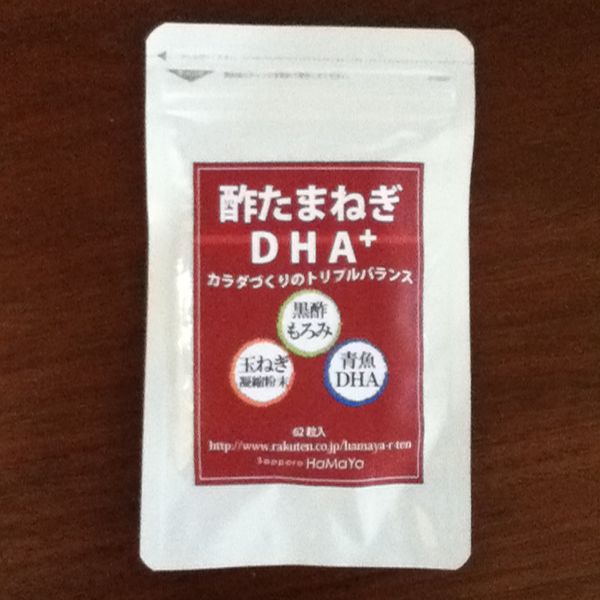 酢たまねぎ
DHA+
カラダづくりのトリプルバランス
黒酢
もろみ
玉ねぎ
凝縮粉末
青魚
DHA
62粒入
http://www.rakuten.co.jp/hamaya-r-ten
Sapporo HaMaYa